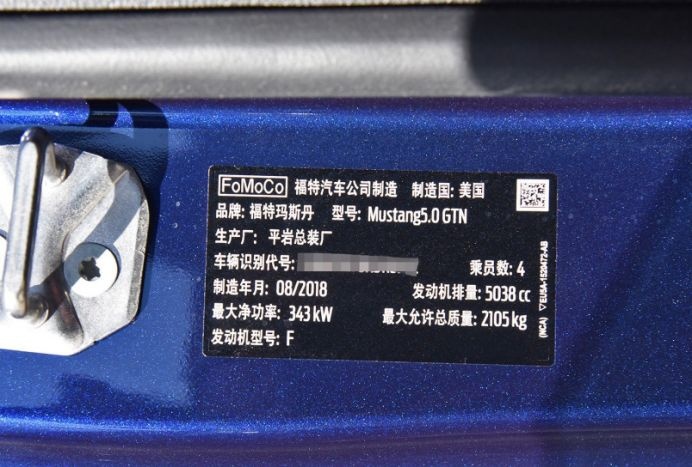 FoMoCo 福特汽车公司制造 制造国: 美国
品牌: 福特玛斯丹 型号: Mustang5.0 GTN
生产厂: 平岩总装厂
车辆识别代号: 乘员数: 4
制造年月: 08/2018 发动机排量: 5038 cc
最大净功率: 343 kW 最大允许总质量: 2105 kg
发动机型号: F
(NCA) ▽EU5A-1520472-AB